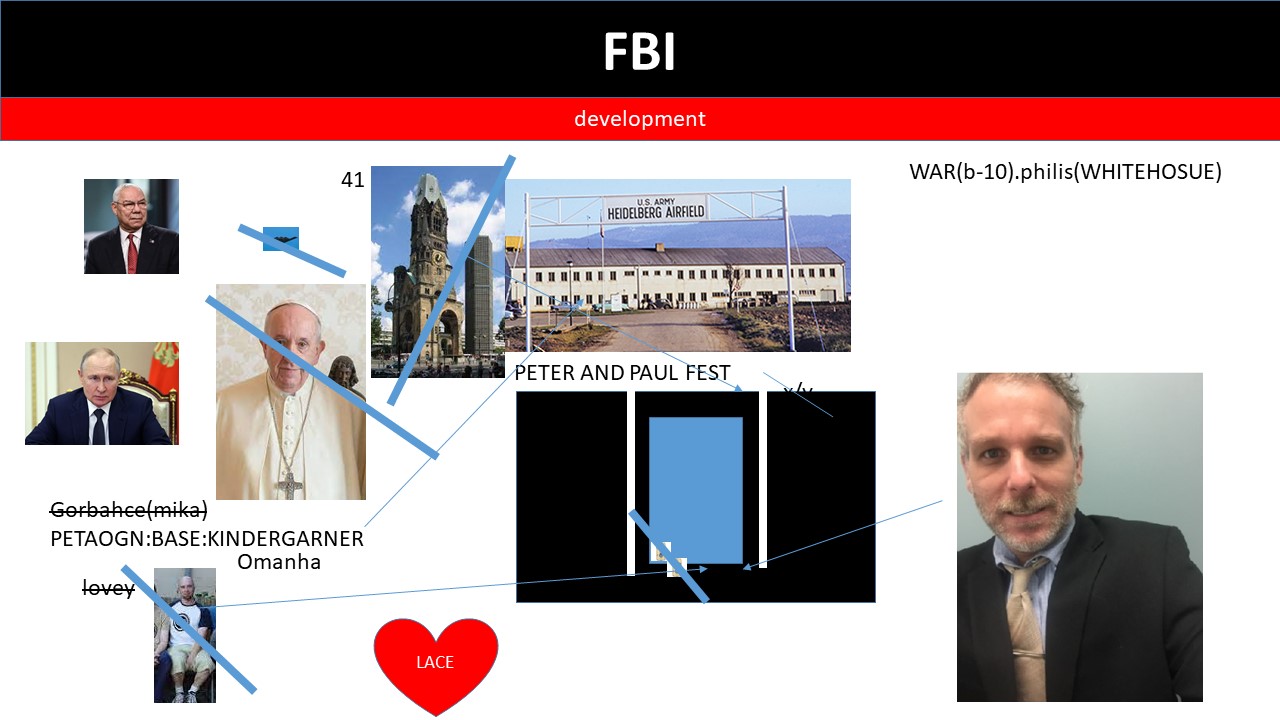 FBI
development
41
WAR(b-10).philis(WHITEHOSUE)
U.S. ARMY
HEIDELBERG AIRFIELD
PETER AND PAUL FEST
x/y
Gorbahce(mika)
PETAOGN:BASE:KINDERGARNER
Omanha
lovey
LACE